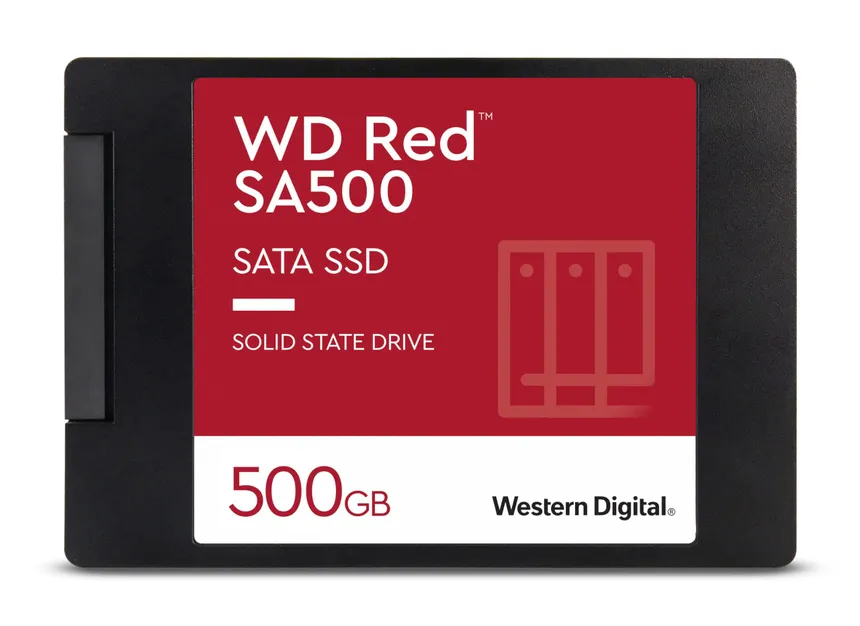 WD Red™
SA500
SATA SSD
SOLID STATE DRIVE
500GB
Western Digital®